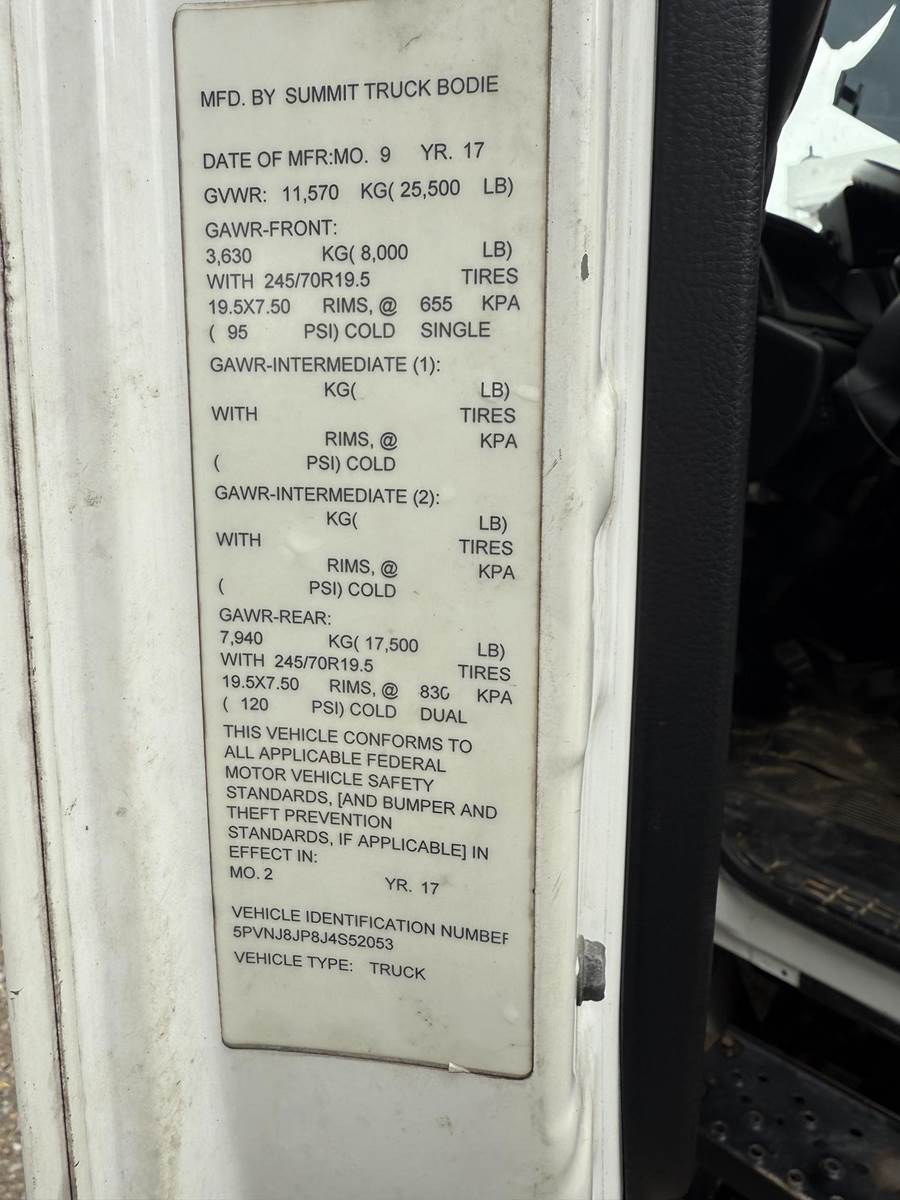 MFD. BY SUMMIT TRUCK BODIE
DATE OF MFR:MO. 9 YR. 17
GVWR: 11,570 KG( 25,500 LB)
GAWR-FRONT:
3,630 KG( 8,000 LB)
WITH 245/70R19.5 TIRES
19.5X7.50 RIMS, @ 655 KPA
( 95 PSI) COLD SINGLE
GAWR-INTERMEDIATE (1):
KG( LB)
WITH TIRES
RIMS, @ KPA
( PSI) COLD
GAWR-INTERMEDIATE (2):
KG( LB)
WITH TIRES
RIMS, @ KPA
( PSI) COLD
GAWR-REAR:
7,940 KG( 17,500 LB)
WITH 245/70R19.5 TIRES
19.5X7.50 RIMS, @ 830 KPA
( 120 PSI) COLD DUAL
THIS VEHICLE CONFORMS TO
ALL APPLICABLE FEDERAL
MOTOR VEHICLE SAFETY
STANDARDS, [AND BUMPER AND
THEFT PREVENTION
STANDARDS, IF APPLICABLE] IN
EFFECT IN:
MO. 2 YR. 17
VEHICLE IDENTIFICATION NUMBER
5PVNJ8JP8J4S52053
VEHICLE TYPE: TRUCK